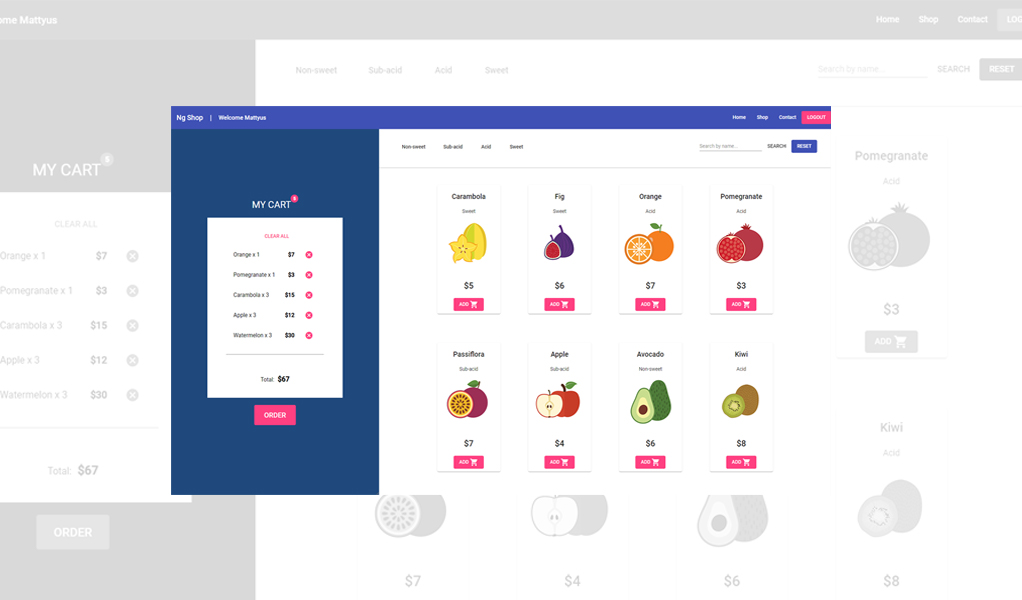 ome Mattyus
Home Shop Contact LOG
Non-sweet Sub-acid Acid Sweet
Search by name... SEARCH RESET
MY CART 5
CLEAR ALL
Orange x 1 $7
Pomegranate x 1 $3
Carambola x 3 $15
Apple x 3 $12
Watermelon x 3 $30
Total: $67
ORDER
Ng Shop | Welcome Mattyus
Home Shop Contact LOGOUT
Non-sweet Sub-acid Acid Sweet
Search by name... SEARCH RESET
MY CART 5
CLEAR ALL
Orange x 1 $7
Pomegranate x 1 $3
Carambola x 3 $15
Apple x 3 $12
Watermelon x 3 $30
Total: $67
ORDER
Carambola
Sweet
$5
ADD
Fig
Sweet
$6
ADD
Orange
Acid
$7
ADD
Pomegranate
Acid
$3
ADD
Passiflora
Sub-acid
$7
ADD
Apple
Sub-acid
$4
ADD
Avocado
Non-sweet
$6
ADD
Kiwi
Acid
$8
ADD
Pomegranate
Acid
$3
ADD
Kiwi
Acid
$7 $4 $6 $8